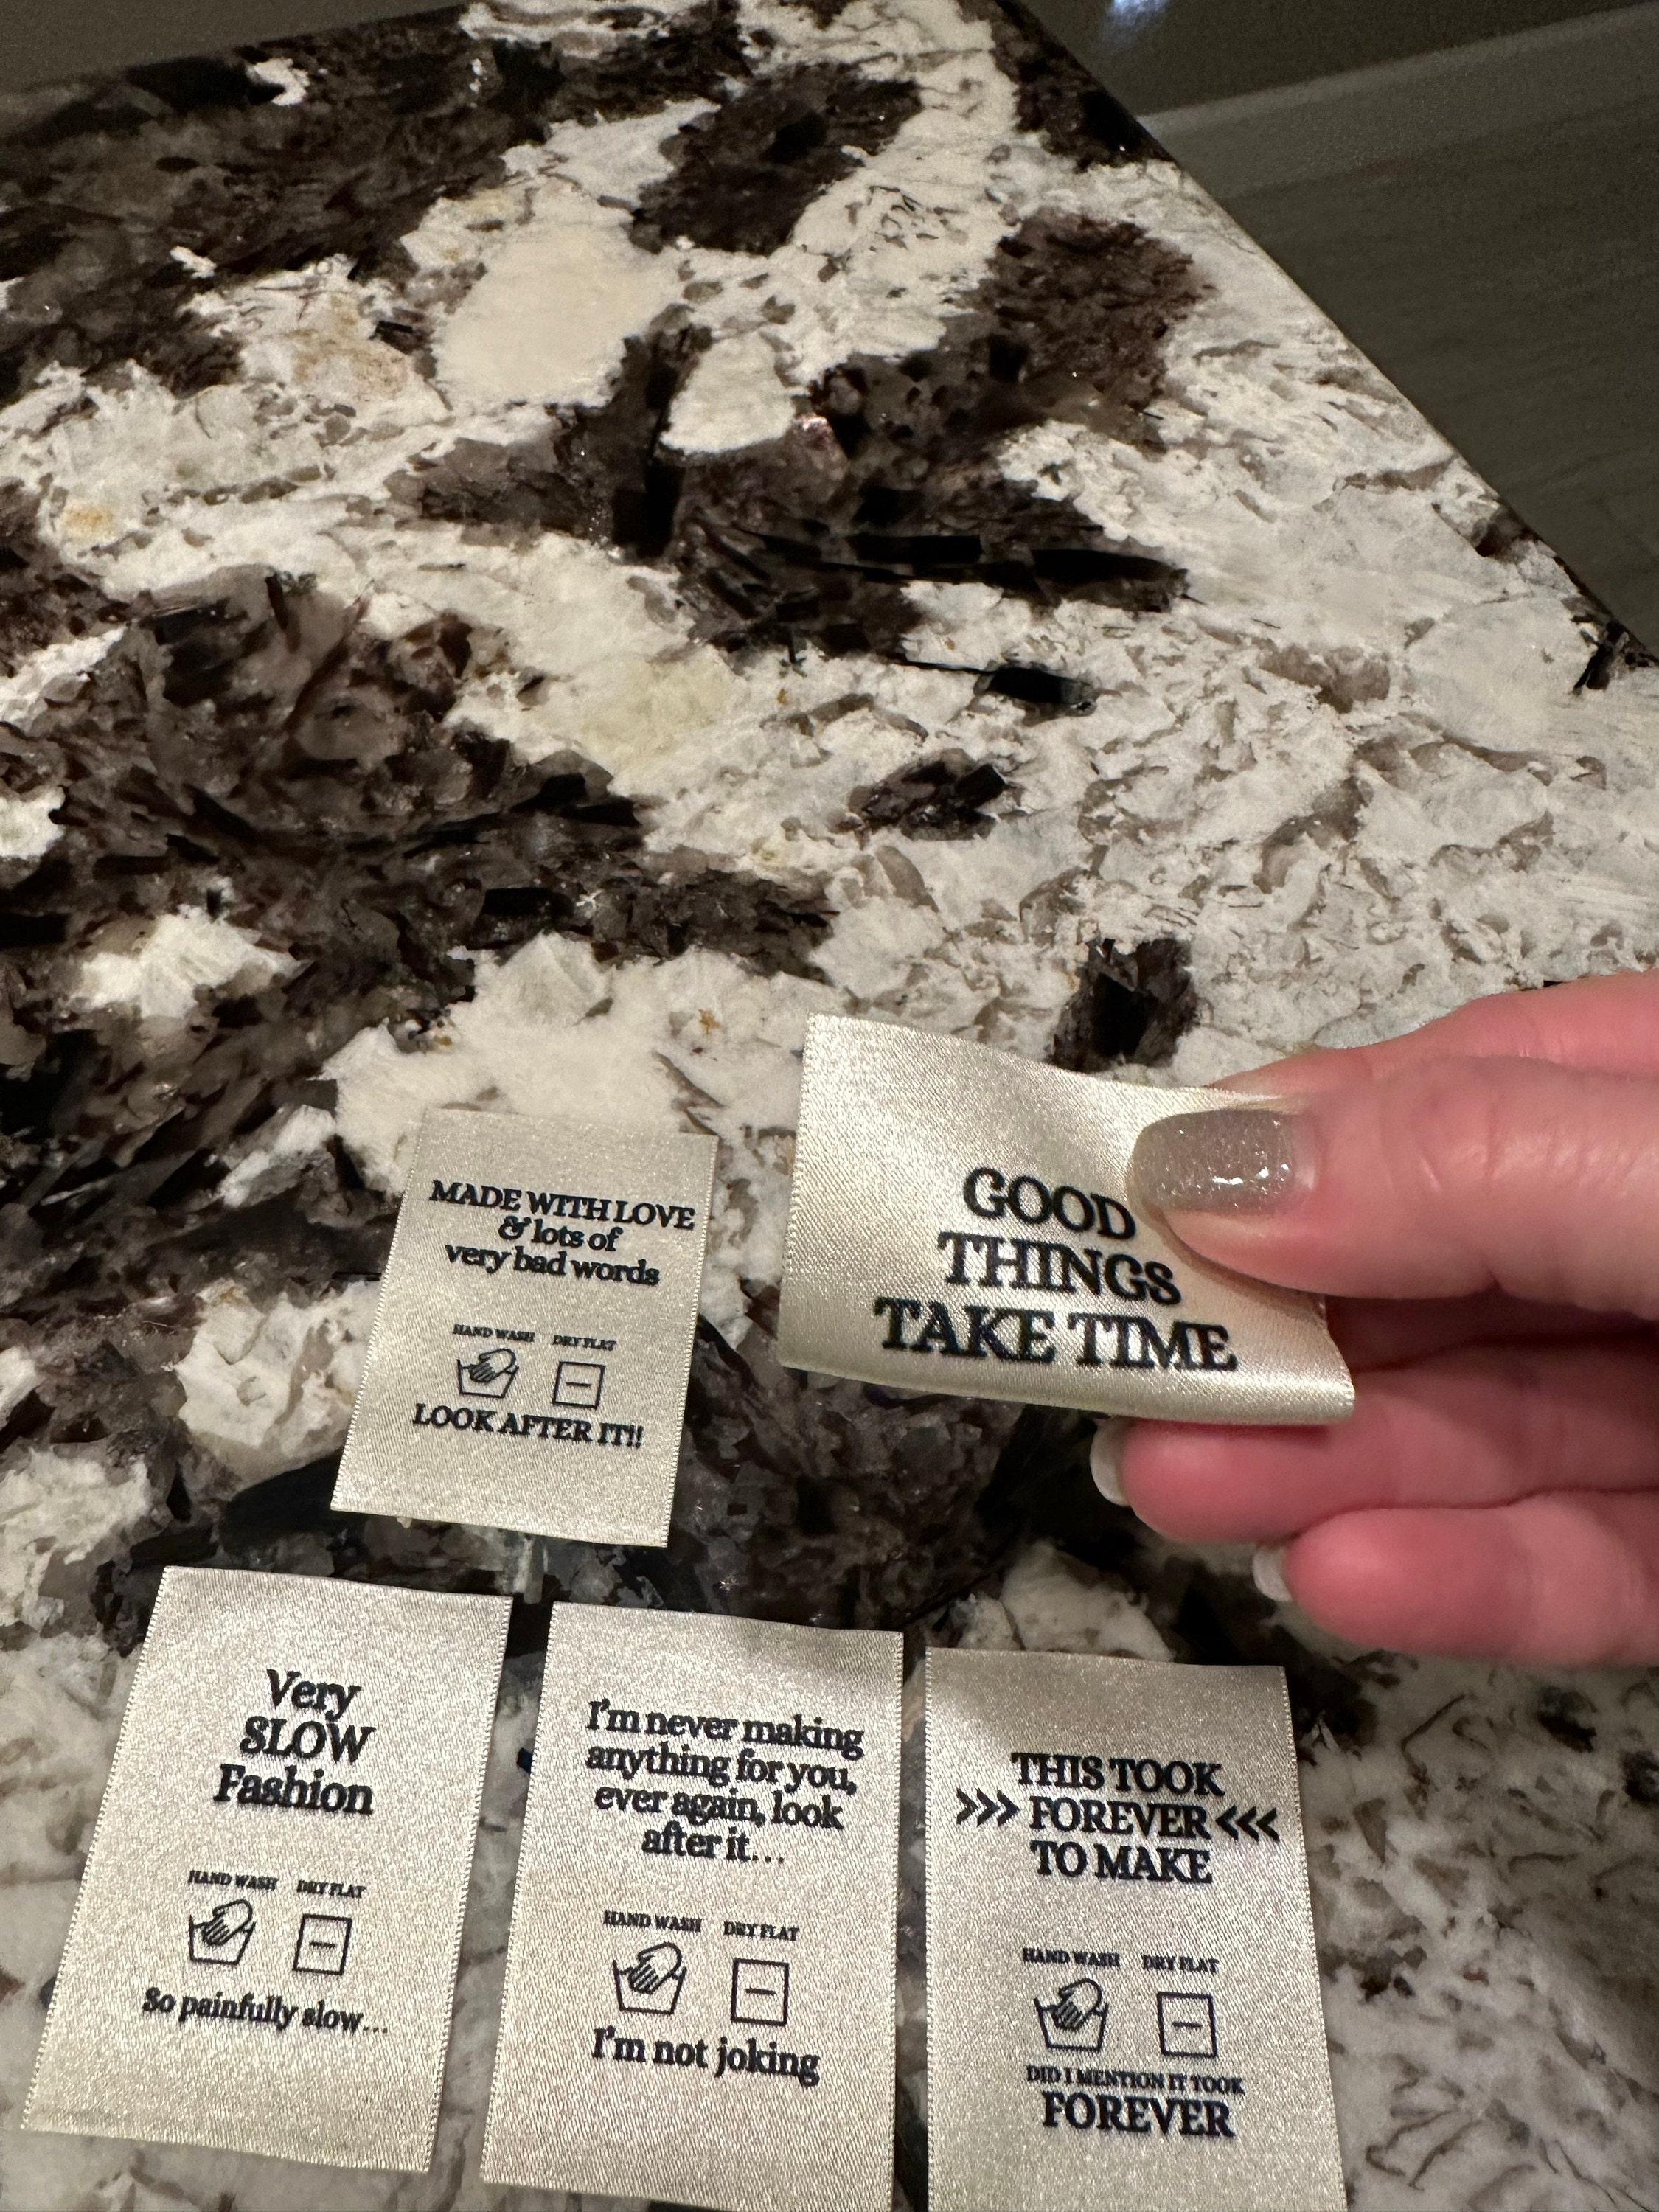 MADE WITH LOVE
& lots of
very bad words
HAND WASH DRY FLAT
LOOK AFTER IT!!
GOOD
THINGS
TAKE TIME
Very
SLOW
Fashion
HAND WASH DRY FLAT
So painfully slow...
I'm never making
anything for you,
ever again, look
after it...
HAND WASH DRY FLAT
I'm not joking
THIS TOOK
>>> FOREVER <<<
TO MAKE
HAND WASH DRY FLAT
DID I MENTION IT TOOK
FOREVER